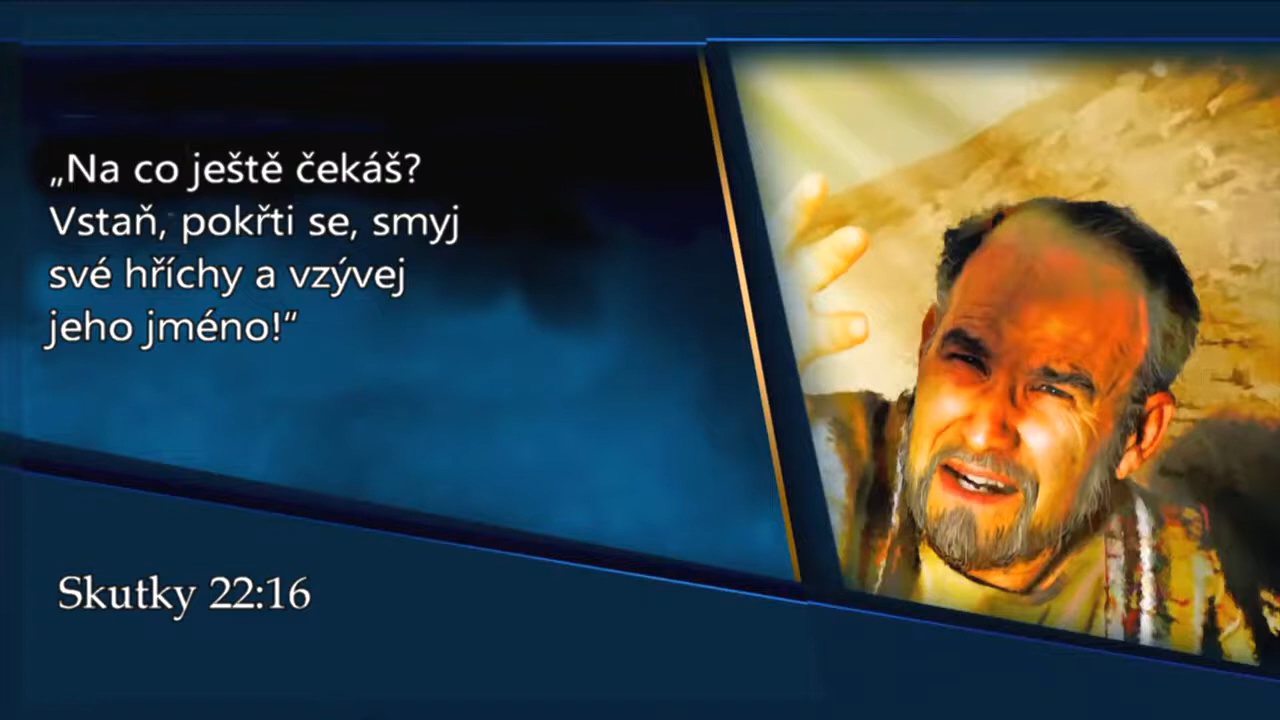 „Na co ještě čekáš?
Vstaň, pokřti se, smyj
své hříchy a vzývej
jeho jméno!“
Skutky 22:16